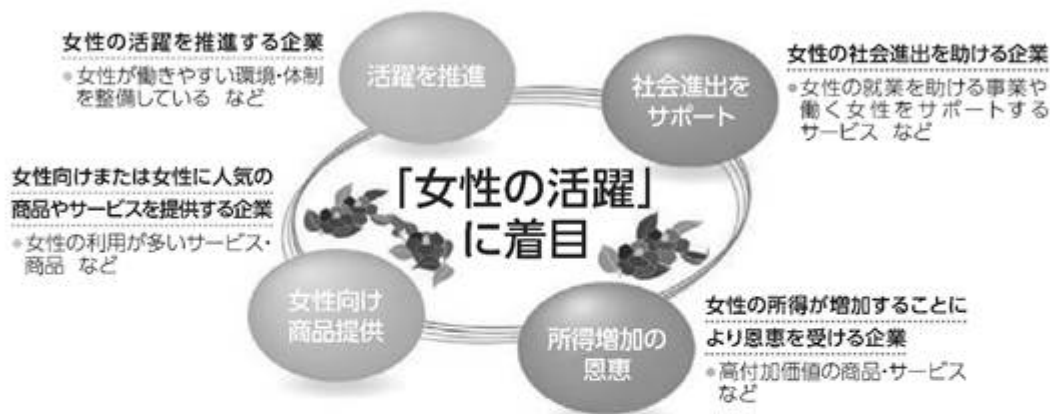 女性の活躍を推進する企業
●女性が働きやすい環境・体制
を整備している など
活躍を推進
社会進出を
サポート
女性の社会進出を助ける企業
●女性の就業を助ける事業や
働く女性をサポートする
サービス など
女性向けまたは女性に人気の
商品やサービスを提供する企業
●女性の利用が多いサービス・
商品 など
「女性の活躍」
に着目
女性向け
商品提供
所得増加の
恩恵
女性の所得が増加することに
より恩恵を受ける企業
●高付加価値の商品・サービス
など